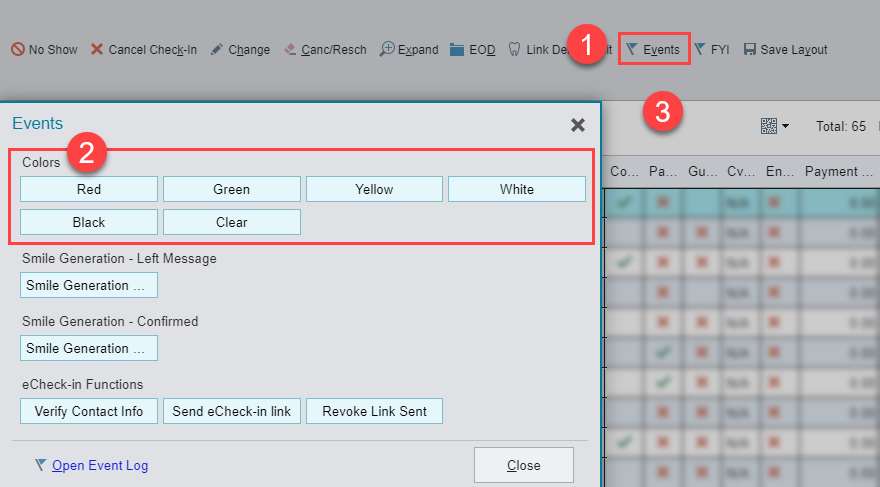 No Show Cancel Check-In Change Canc/Resch Expand EOD Link De 1 it Events FYI Save Layout
3
Events
Total: 65
2
Colors
Co... Pa... Gu... Cv... En... Payment ...
Red Green Yellow White
Black Clear
Smile Generation - Left Message
Smile Generation ...
Smile Generation - Confirmed
Smile Generation ...
eCheck-in Functions
Verify Contact Info Send eCheck-in link Revoke Link Sent
Open Event Log Close